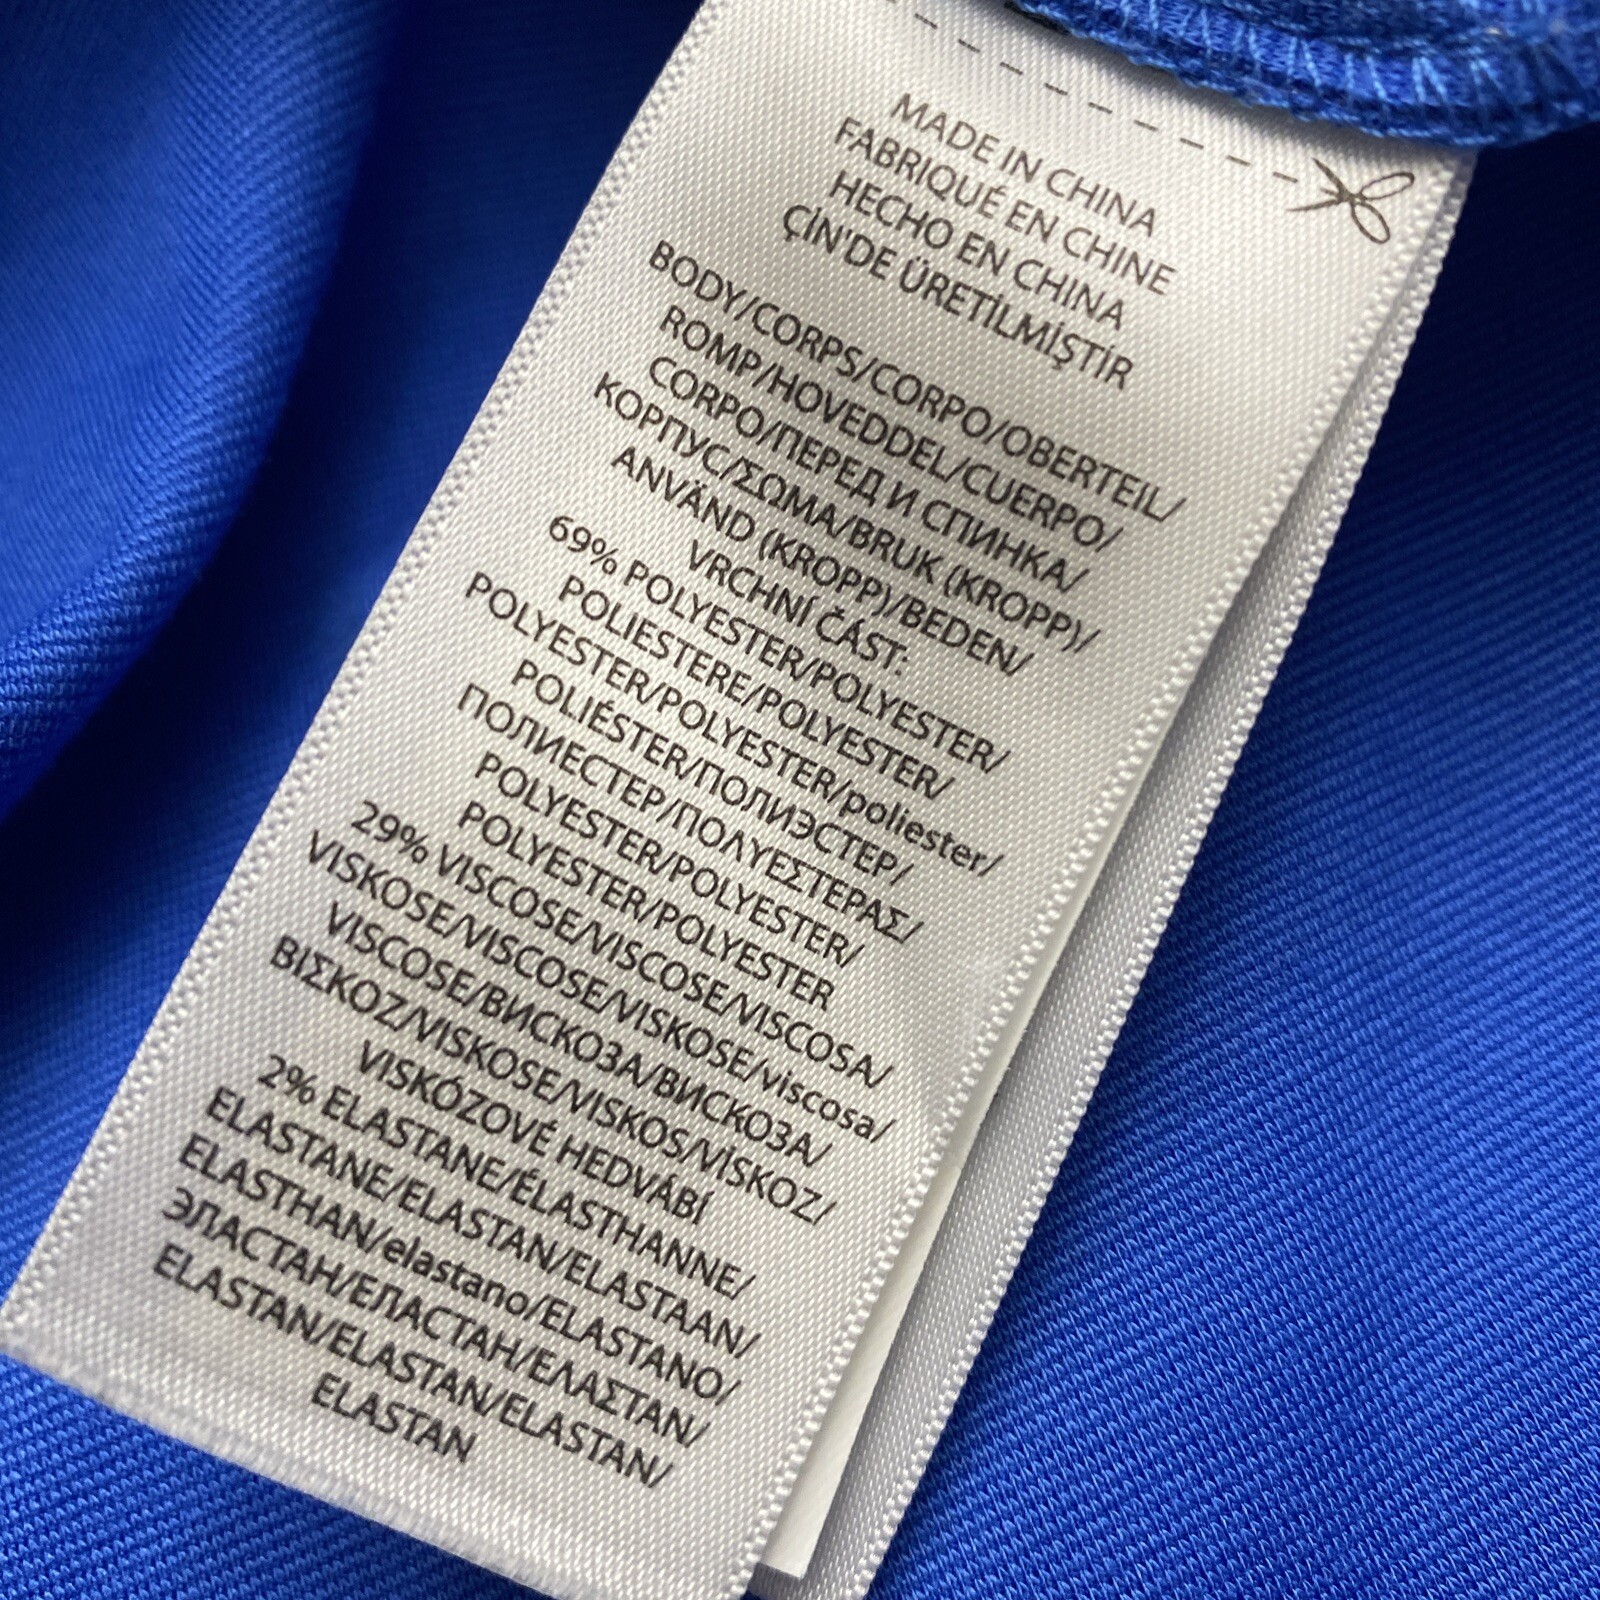 MADE IN CHINA
FABRIQUÉ EN CHINE
HECHO EN CHINA
ÇİN'DE ÜRETİLMİŞTİR
BODY/CORPS/CORPO/OBERTEIL/
ROMP/HOVEDDEL/CUERPO/
CORPO/ПЕРЕД И СПИНКА/
КОРПУС/ΣΩΜΑ/BRUK (KROPP)/
ANVÄND (KROPP)/BEDEN/
VRCHNÍ ČÁST:
69% POLYESTER/POLYESTER/
POLIESTERE/POLYESTER/
POLYESTER/POLYESTER/poliester/
POLIÉSTER/ПОЛИЭСТЕР/
ПОЛИЕСТЕР/ΠΟΛΥΕΣΤΕΡΑΣ/
POLYESTER/POLYESTER/
POLYESTER/POLYESTER
29% VISCOSE/VISCOSE/VISCOSA/
VISKOSE/VISCOSE/VISKOSE/viscosa/
VISCOSE/ВИСКОЗА/ВИСКОЗА/
ΒΙΣΚΟΖ/VISKOSE/VISKOS/VİSKOZ/
VISKÓZOVÉ HEDVÁBÍ
2% ELASTANE/ÉLASTHANNE/
ELASTANE/ELASTAN/ELASTAAN/
ELASTHAN/elastano/ELASTANO/
ЭЛАСТАН/ЕЛАСТАН/ΕΛΑΣΤΑΝ/
ELASTAN/ELASTAN/ELASTAN/
ELASTAN